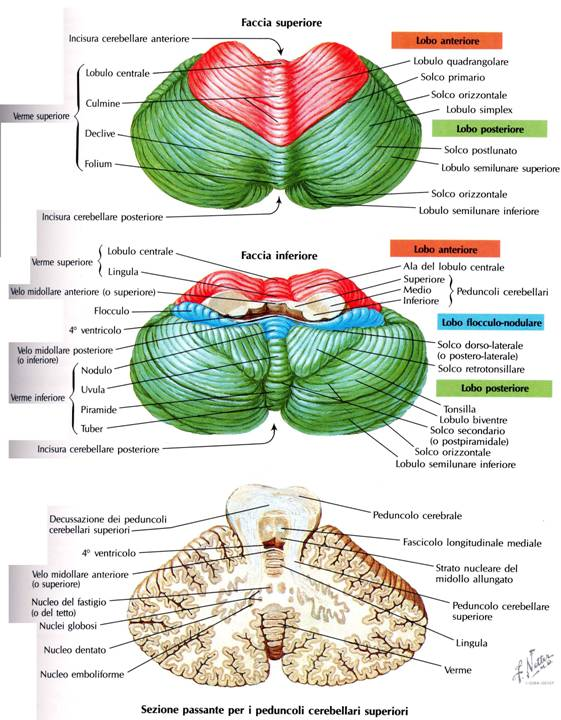 Faccia superiore
Incisura cerebellare anteriore
Lobo anteriore
Lobulo quadrangolare
Solco primario
Solco orizzontale
Lobulo simplex
Lobo posteriore
Solco postlunato
Lobulo semilunare superiore
Solco orizzontale
Lobulo semilunare inferiore
Lobulo centrale
Culmine
Verme superiore
Declive
Folium
Incisura cerebellare posteriore
Faccia inferiore
Lobo anteriore
Lobulo centrale
Verme superiore
Lingula
Velo midollare anteriore (o superiore)
Flocculo
4° ventricolo
Velo midollare posteriore
(o inferiore)
Nodulo
Uvula
Verme inferiore
Piramide
Tuber
Incisura cerebellare posteriore
Ala del lobulo centrale
Superiore
Medio
Inferiore
Peduncoli cerebellari
Lobo flocculo-nodulare
Solco dorso-laterale
(o postero-laterale)
Solco retrotonsillare
Lobo posteriore
Tonsilla
Lobulo biventre
Solco secondario
(o postpiramidale)
Solco orizzontale
Lobulo semilunare inferiore
Decussazione dei peduncoli
cerebellari superiori
4° ventricolo
Velo midollare anteriore
(o superiore)
Nucleo del fastigio
(o del tetto)
Nuclei globosi
Nucleo dentato
Nucleo emboliforme
Peduncolo cerebrale
Fascicolo longitudinale mediale
Strato nucleare del
midollo allungato
Peduncolo cerebellare
superiore
Lingula
Verme
F. Netter
Sezione passante per i peduncoli cerebellari superiori